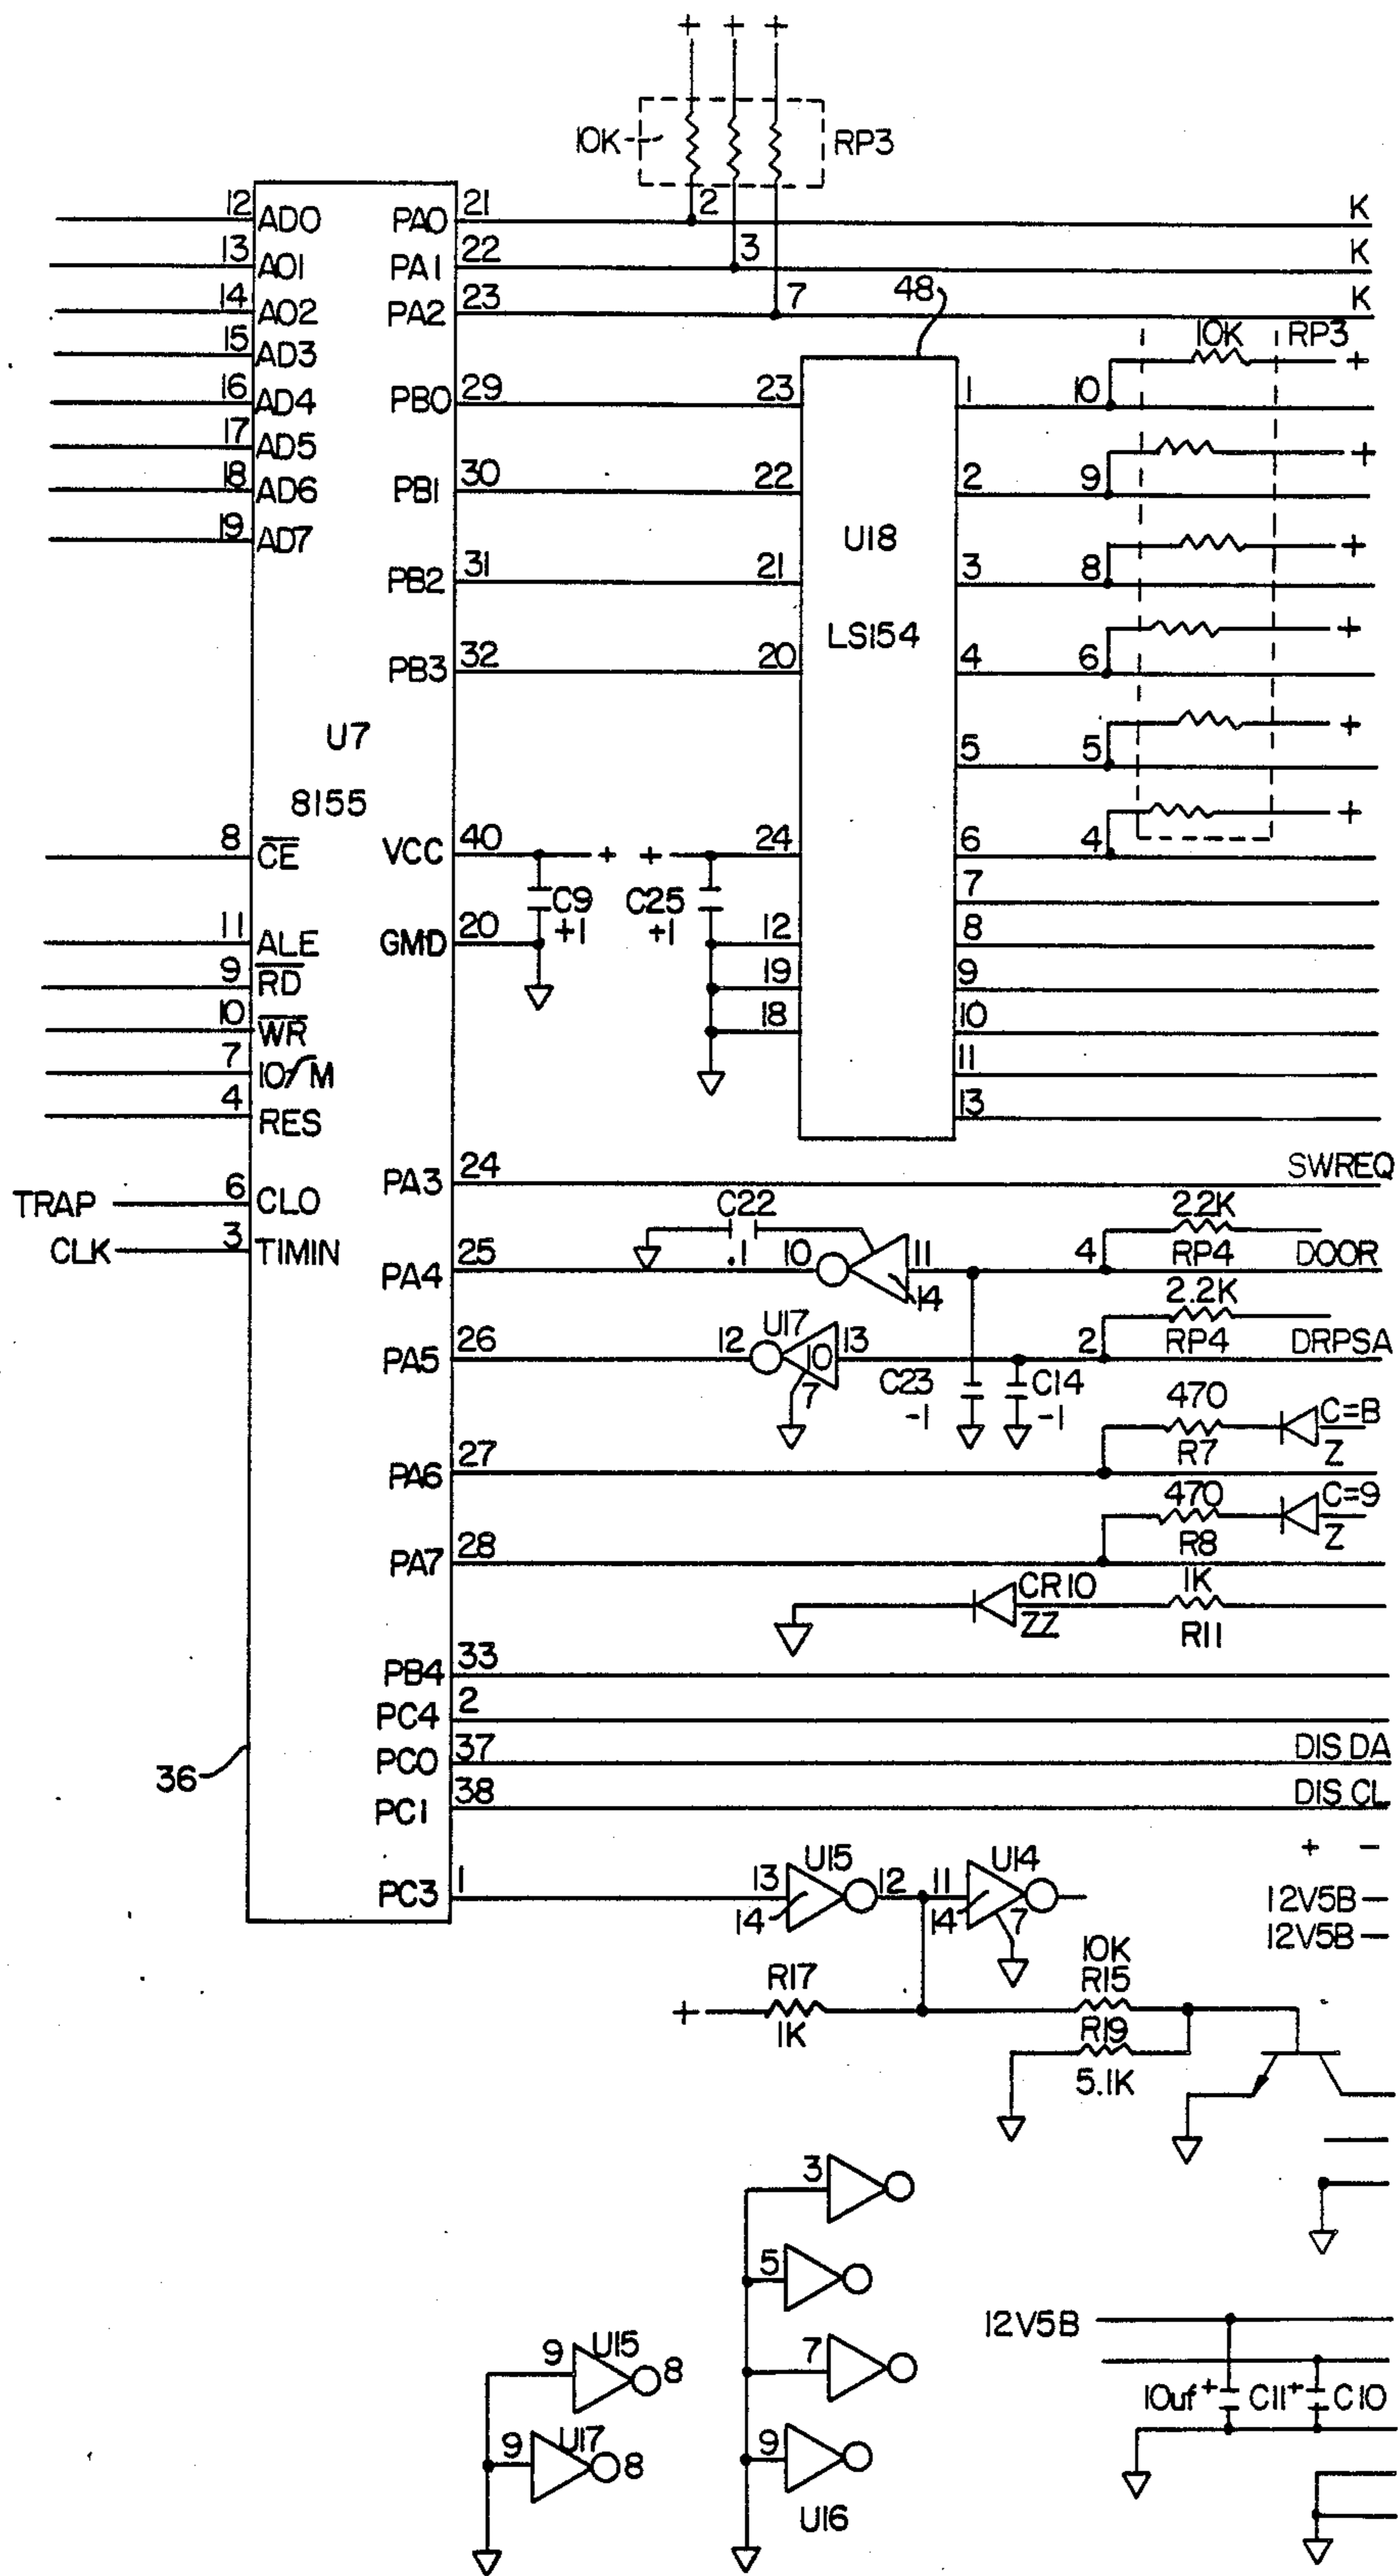 + + +
10K RP3
2
12 AD0 PA0 21 K
3
13 AO1 PA1 22 K
7
14 AO2 PA2 23 K
48
15 AD3
10K RP3
+
16 AD4 PB0 29 23 1 10
17 AD5
+
18 AD6 PB1 30 22 2 9
19 AD7
U18
+
PB2 31 21 3 8
LS154
+
PB3 32 20 4 6
U7
+
5 5
8155
+
8 CE VCC 40 + + 24 6 4
7
C9 C25
+1 +1
11 ALE GMD 20 12 8
9 RD 19 9
10 WR 18 10
7 IO/M 11
4 RES 13
PA3 24 SWREQ
TRAP 6 CLO
C22 2.2K
CLK 3 TIMIN
PA4 25 .1 10 11 4 RP4 DOOR
14
2.2K
U17
PA5 26 12 10 13 2 RP4 DRPSA
7
C23 C14
-1 -1
470 C=B
R7 Z
PA6 27
470 C=9
R8 Z
PA7 28
CR10 1K
ZZ R11
PB4 33
PC4 2
PC0 37 DIS DA
36
PC1 38 DIS CL
+ -
U15 U14
PC3 1 13 12 11 12V5B
14 14 7
12V5B
10K
R17 R15
+
1K R19
5.1K
3
5
12V5B
7
U15
9 8
10uf + C11 + C10
U17
9 8 9
U16